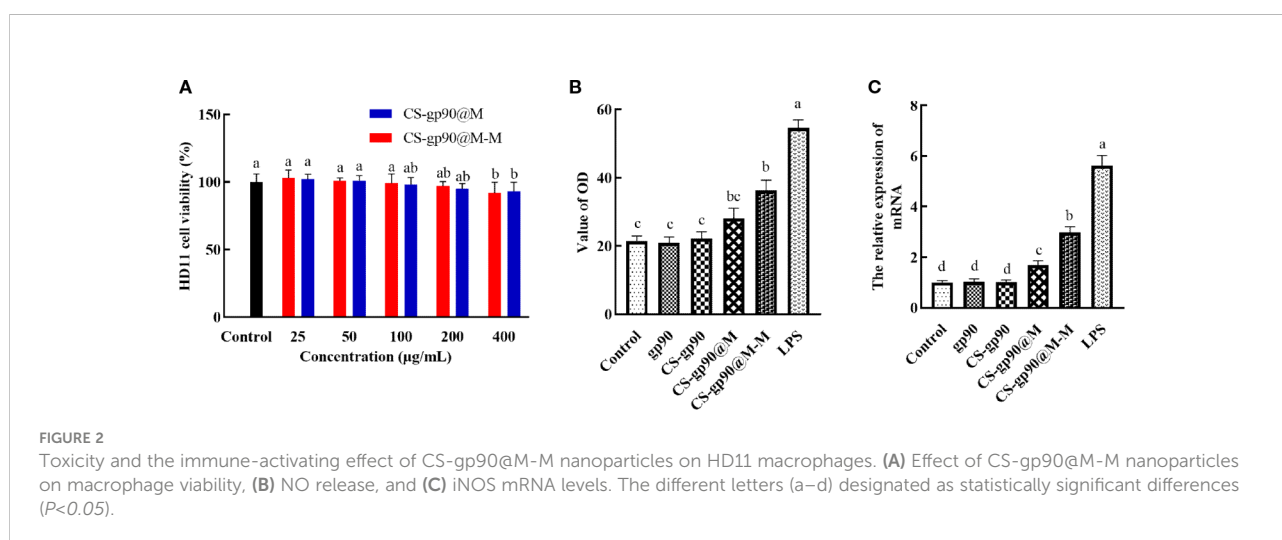 A
HD11 cell viability (%)
150
100
50
0
CS-gp90@M
CS-gp90@M-M
a a a a a a ab ab ab b b
Control 25 50 100 200 400
Concentration (μg/mL)
B
Value of OD
60
40
20
0
c c c bc b a
Control gp90 CS-gp90 CS-gp90@M CS-gp90@M-M LPS
C
The relative expression of
mRNA
8
6
4
2
0
d d d c b a
Control gp90 CS-gp90 CS-gp90@M CS-gp90@M-M LPS
FIGURE 2
Toxicity and the immune-activating effect of CS-gp90@M-M nanoparticles on HD11 macrophages. (A) Effect of CS-gp90@M-M nanoparticles
on macrophage viability, (B) NO release, and (C) iNOS mRNA levels. The different letters (a–d) designated as statistically significant differences
(P<0.05).